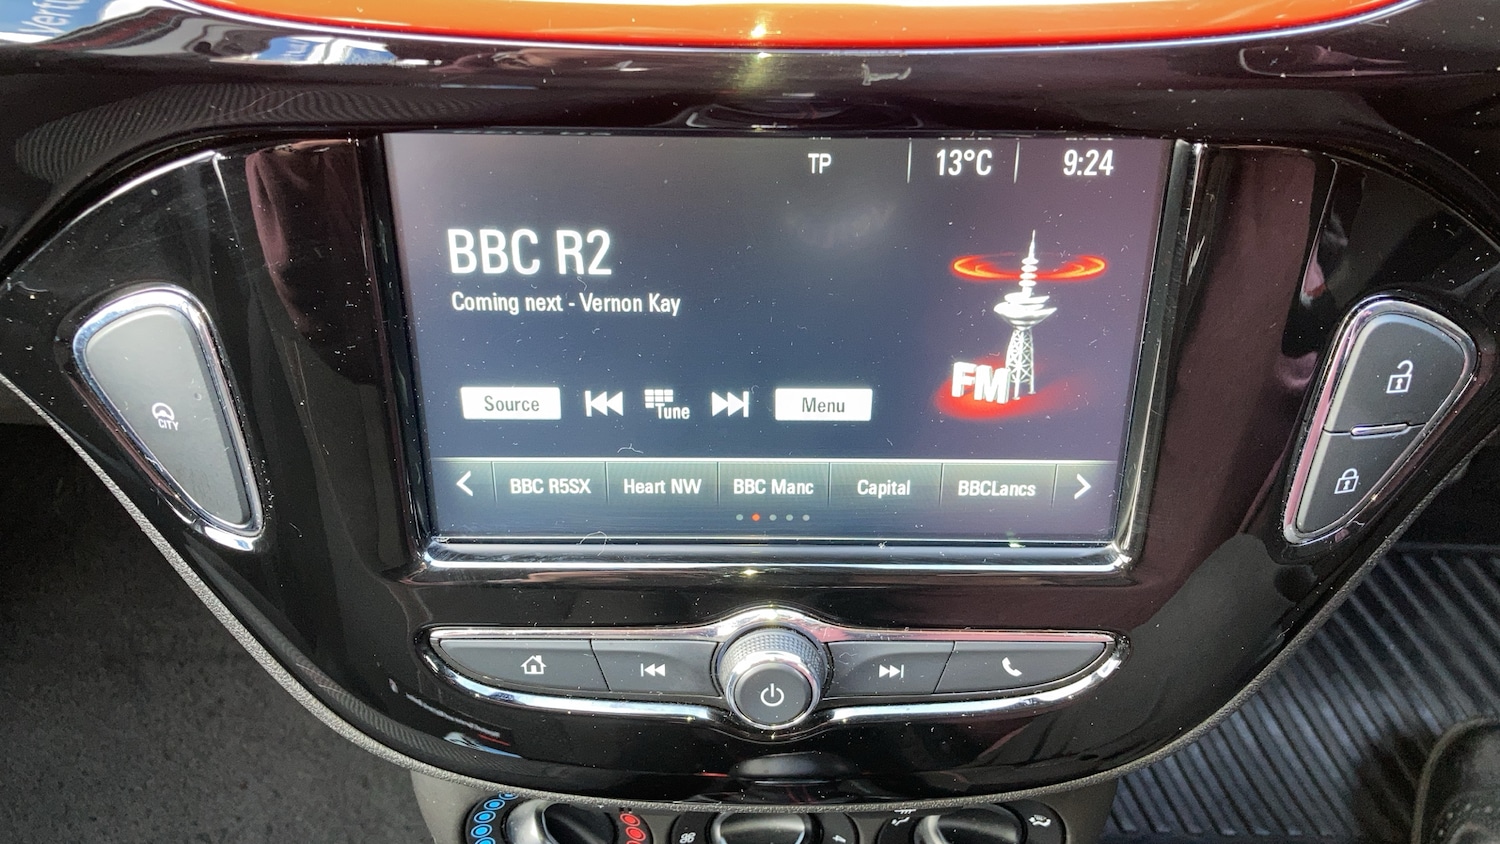 TP 13°C 9:24
BBC R2
Coming next - Vernon Kay
Source Tune Menu
FM
BBC R5SX Heart NW BBC Manc Capital BBCLancs
CITY